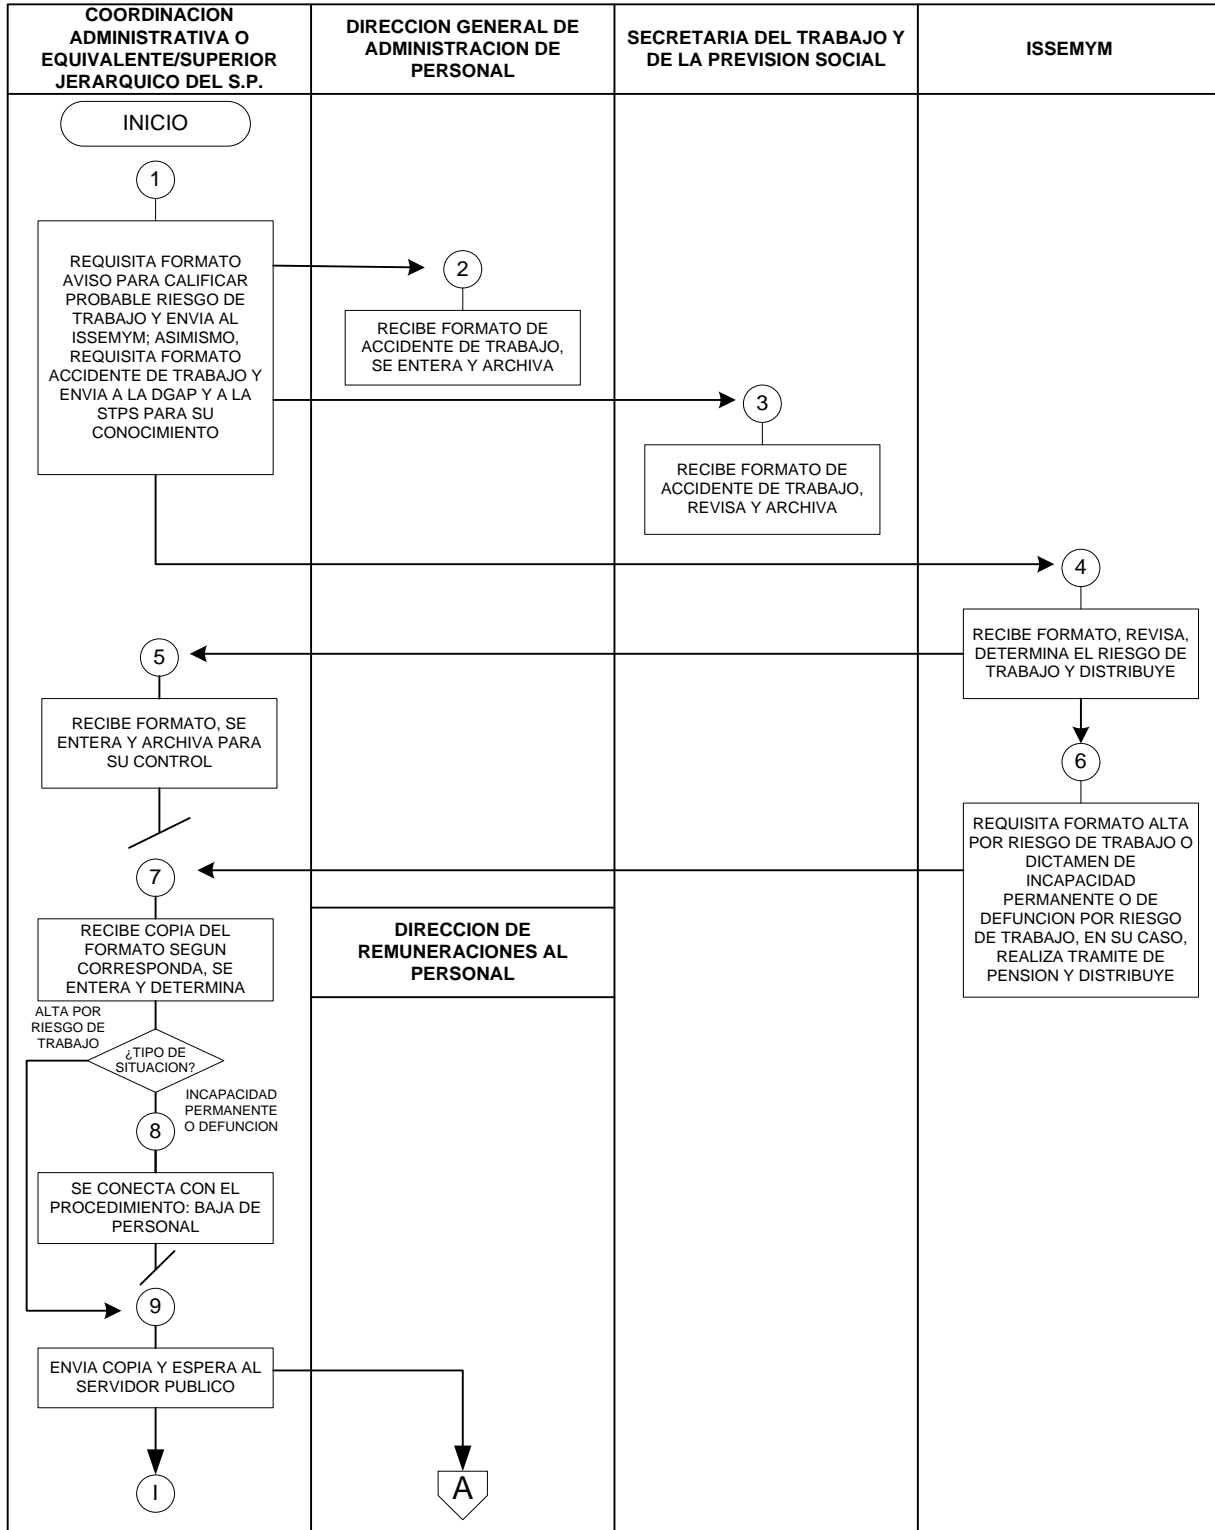 COORDINACION
ADMINISTRATIVA O
EQUIVALENTE/SUPERIOR
JERARQUICO DEL S.P.
DIRECCION GENERAL DE
ADMINISTRACION DE
PERSONAL
SECRETARIA DEL TRABAJO Y
DE LA PREVISION SOCIAL
ISSEMYM
INICIO
1
REQUISITA FORMATO
AVISO PARA CALIFICAR
PROBABLE RIESGO DE
TRABAJO Y ENVIA AL
ISSEMYM; ASIMISMO,
REQUISITA FORMATO
ACCIDENTE DE TRABAJO Y
ENVIA A LA DGAP Y A LA
STPS PARA SU
CONOCIMIENTO
2
RECIBE FORMATO DE
ACCIDENTE DE TRABAJO,
SE ENTERA Y ARCHIVA
3
RECIBE FORMATO DE
ACCIDENTE DE TRABAJO,
REVISA Y ARCHIVA
4
RECIBE FORMATO, REVISA,
DETERMINA EL RIESGO DE
TRABAJO Y DISTRIBUYE
5
RECIBE FORMATO, SE
ENTERA Y ARCHIVA PARA
SU CONTROL
6
REQUISITA FORMATO ALTA
POR RIESGO DE TRABAJO O
DICTAMEN DE
INCAPACIDAD
PERMANENTE O DE
DEFUNCION POR RIESGO
DE TRABAJO, EN SU CASO,
REALIZA TRAMITE DE
PENSION Y DISTRIBUYE
7
RECIBE COPIA DEL
FORMATO SEGUN
CORRESPONDA, SE
ENTERA Y DETERMINA
DIRECCION DE
REMUNERACIONES AL
PERSONAL
ALTA POR
RIESGO DE
TRABAJO
¿TIPO DE
SITUACION?
INCAPACIDAD
PERMANENTE
O DEFUNCION
8
SE CONECTA CON EL
PROCEDIMIENTO: BAJA DE
PERSONAL
9
ENVIA COPIA Y ESPERA AL
SERVIDOR PUBLICO
I
A